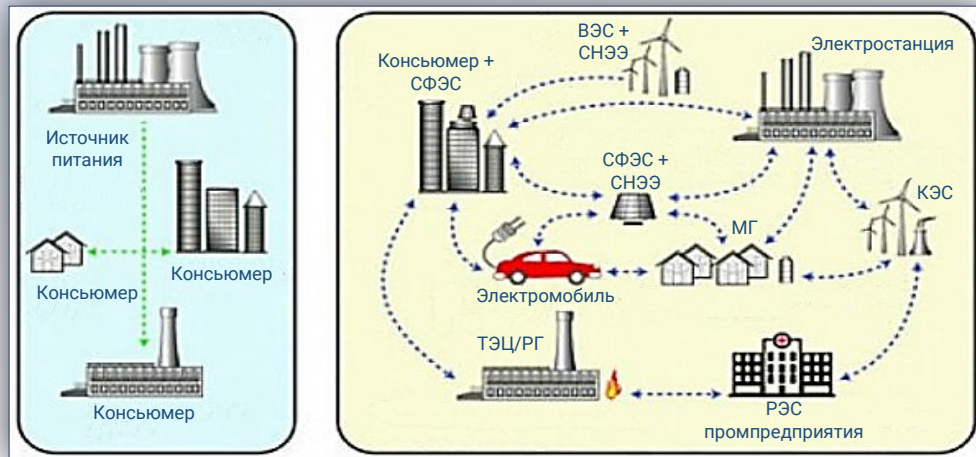 Источник
питания
Консьюмер
Консьюмер
Консьюмер
ВЭС +
СНЭЭ
Консьюмер +
СФЭС
Электростанция
СФЭС +
СНЭЭ
КЭС
МГ
Электромобиль
ТЭЦ/РГ
РЭС
промпредприятия